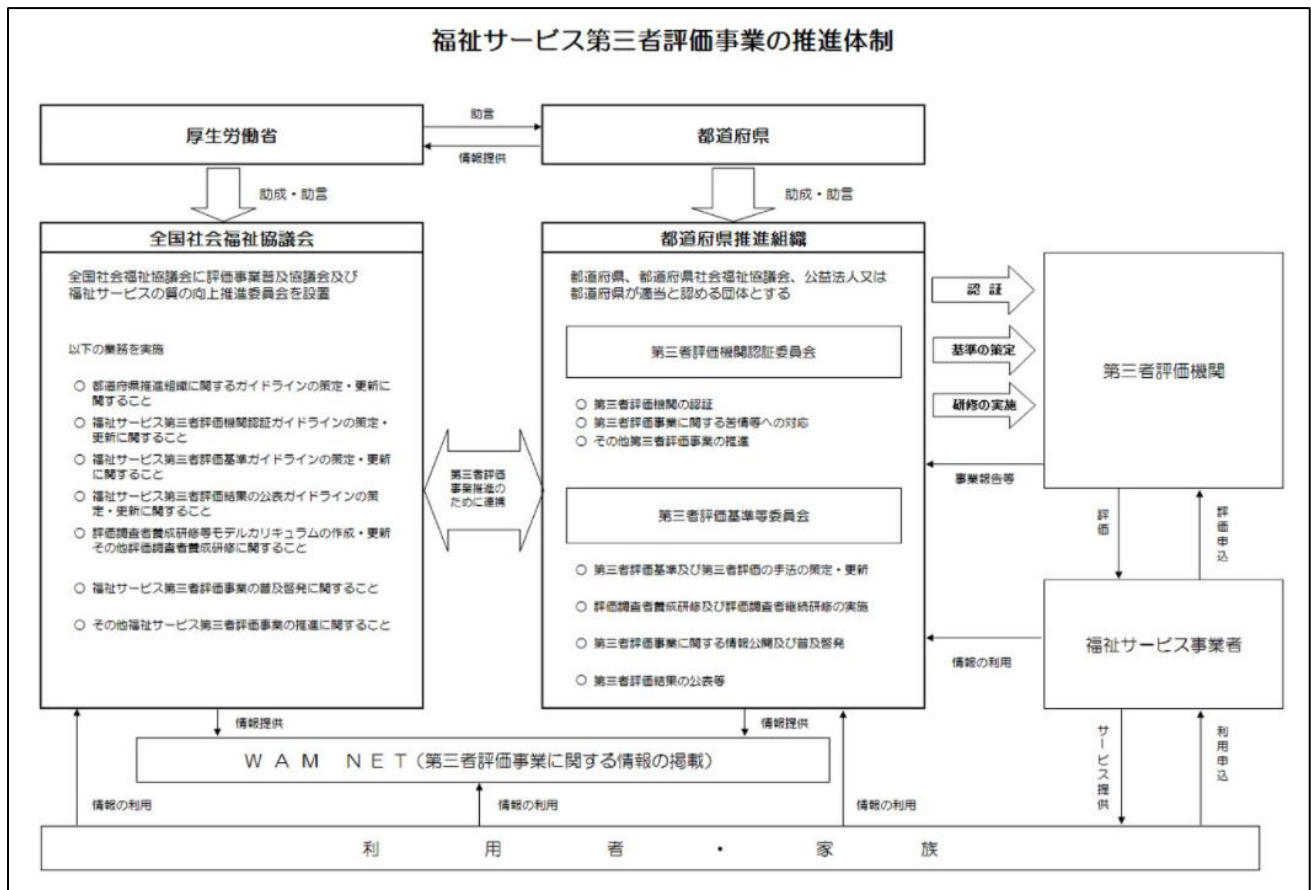 福祉サービス第三者評価事業の推進体制
厚生労働省
助言
情報提供
都道府県
助成・助言
助成・助言
全国社会福祉協議会
全国社会福祉協議会に評価事業普及協議会及び
福祉サービスの質の向上推進委員会を設置
以下の業務を実施
○ 都道府県推進組織に関するガイドラインの策定・更新に
関すること
○ 福祉サービス第三者評価機関認証ガイドラインの策定・
更新に関すること
○ 福祉サービス第三者評価基準ガイドラインの策定・更新
に関すること
○ 福祉サービス第三者評価結果の公表ガイドラインの策
定・更新に関すること
○ 評価調査者養成研修等モデルカリキュラムの作成・更新
その他評価調査者養成研修に関すること
○ 福祉サービス第三者評価事業の普及啓発に関すること
○ その他福祉サービス第三者評価事業の推進に関すること
第三者評価
事業推進の
ために連携
都道府県推進組織
都道府県、都道府県社会福祉協議会、公益法人又は
都道府県が適当と認める団体とする
第三者評価機関認証委員会
○ 第三者評価機関の認証
○ 第三者評価事業に関する苦情等への対応
○ その他第三者評価事業の推進
第三者評価基準等委員会
○ 第三者評価基準及び第三者評価の手法の策定・更新
○ 評価調査者養成研修及び評価調査者継続研修の実施
○ 第三者評価事業に関する情報公開及び普及啓発
○ 第三者評価結果の公表等
認 証
基準の策定
研修の実施
事業報告等
第三者評価機関
評価
評価申込
情報の利用
福祉サービス事業者
サービス提供
利用申込
情報提供
情報提供
W A M N E T (第三者評価事業に関する情報の掲載)
情報の利用
情報の利用
情報の利用
利 用 者 ・ 家 族